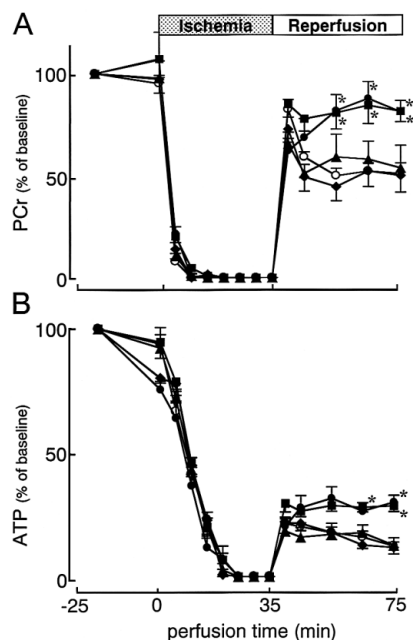 A
Ischemia
Reperfusion
PCr (% of baseline)
100
50
0
*
*
*
*
*
*
B
ATP (% of baseline)
100
50
0
*
*
*
-25
0
35
75
perfusion time (min)